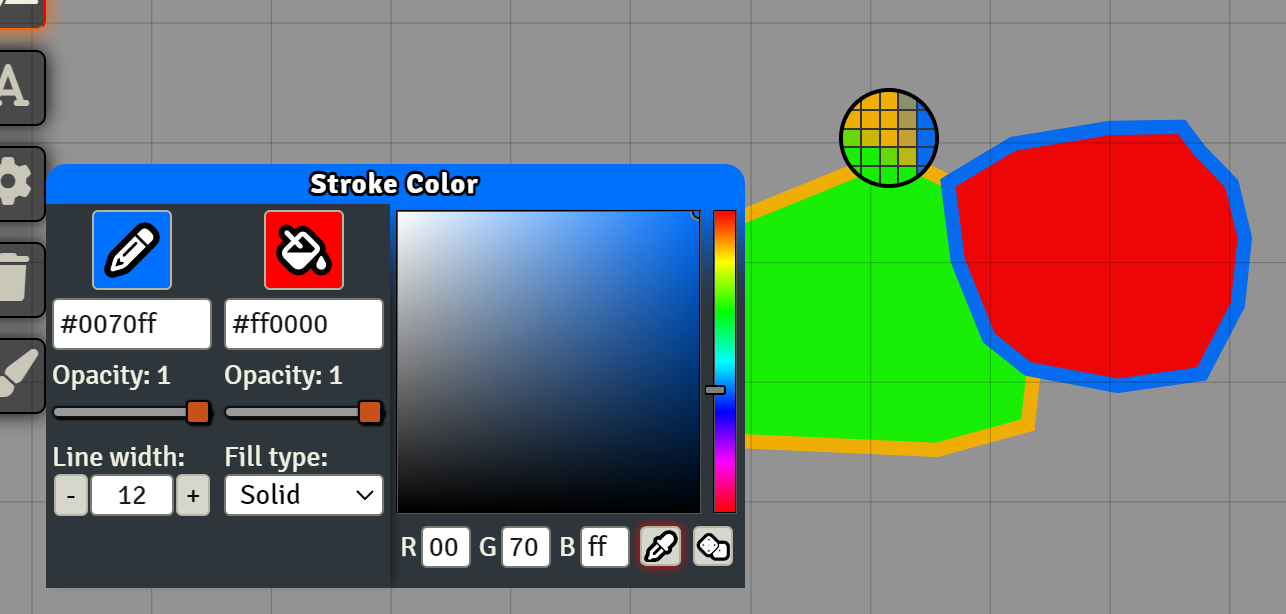 A
Stroke Color
#0070ff #ff0000
Opacity: 1 Opacity: 1
Line width: Fill type:
- 12 + Solid
R 00 G 70 B ff